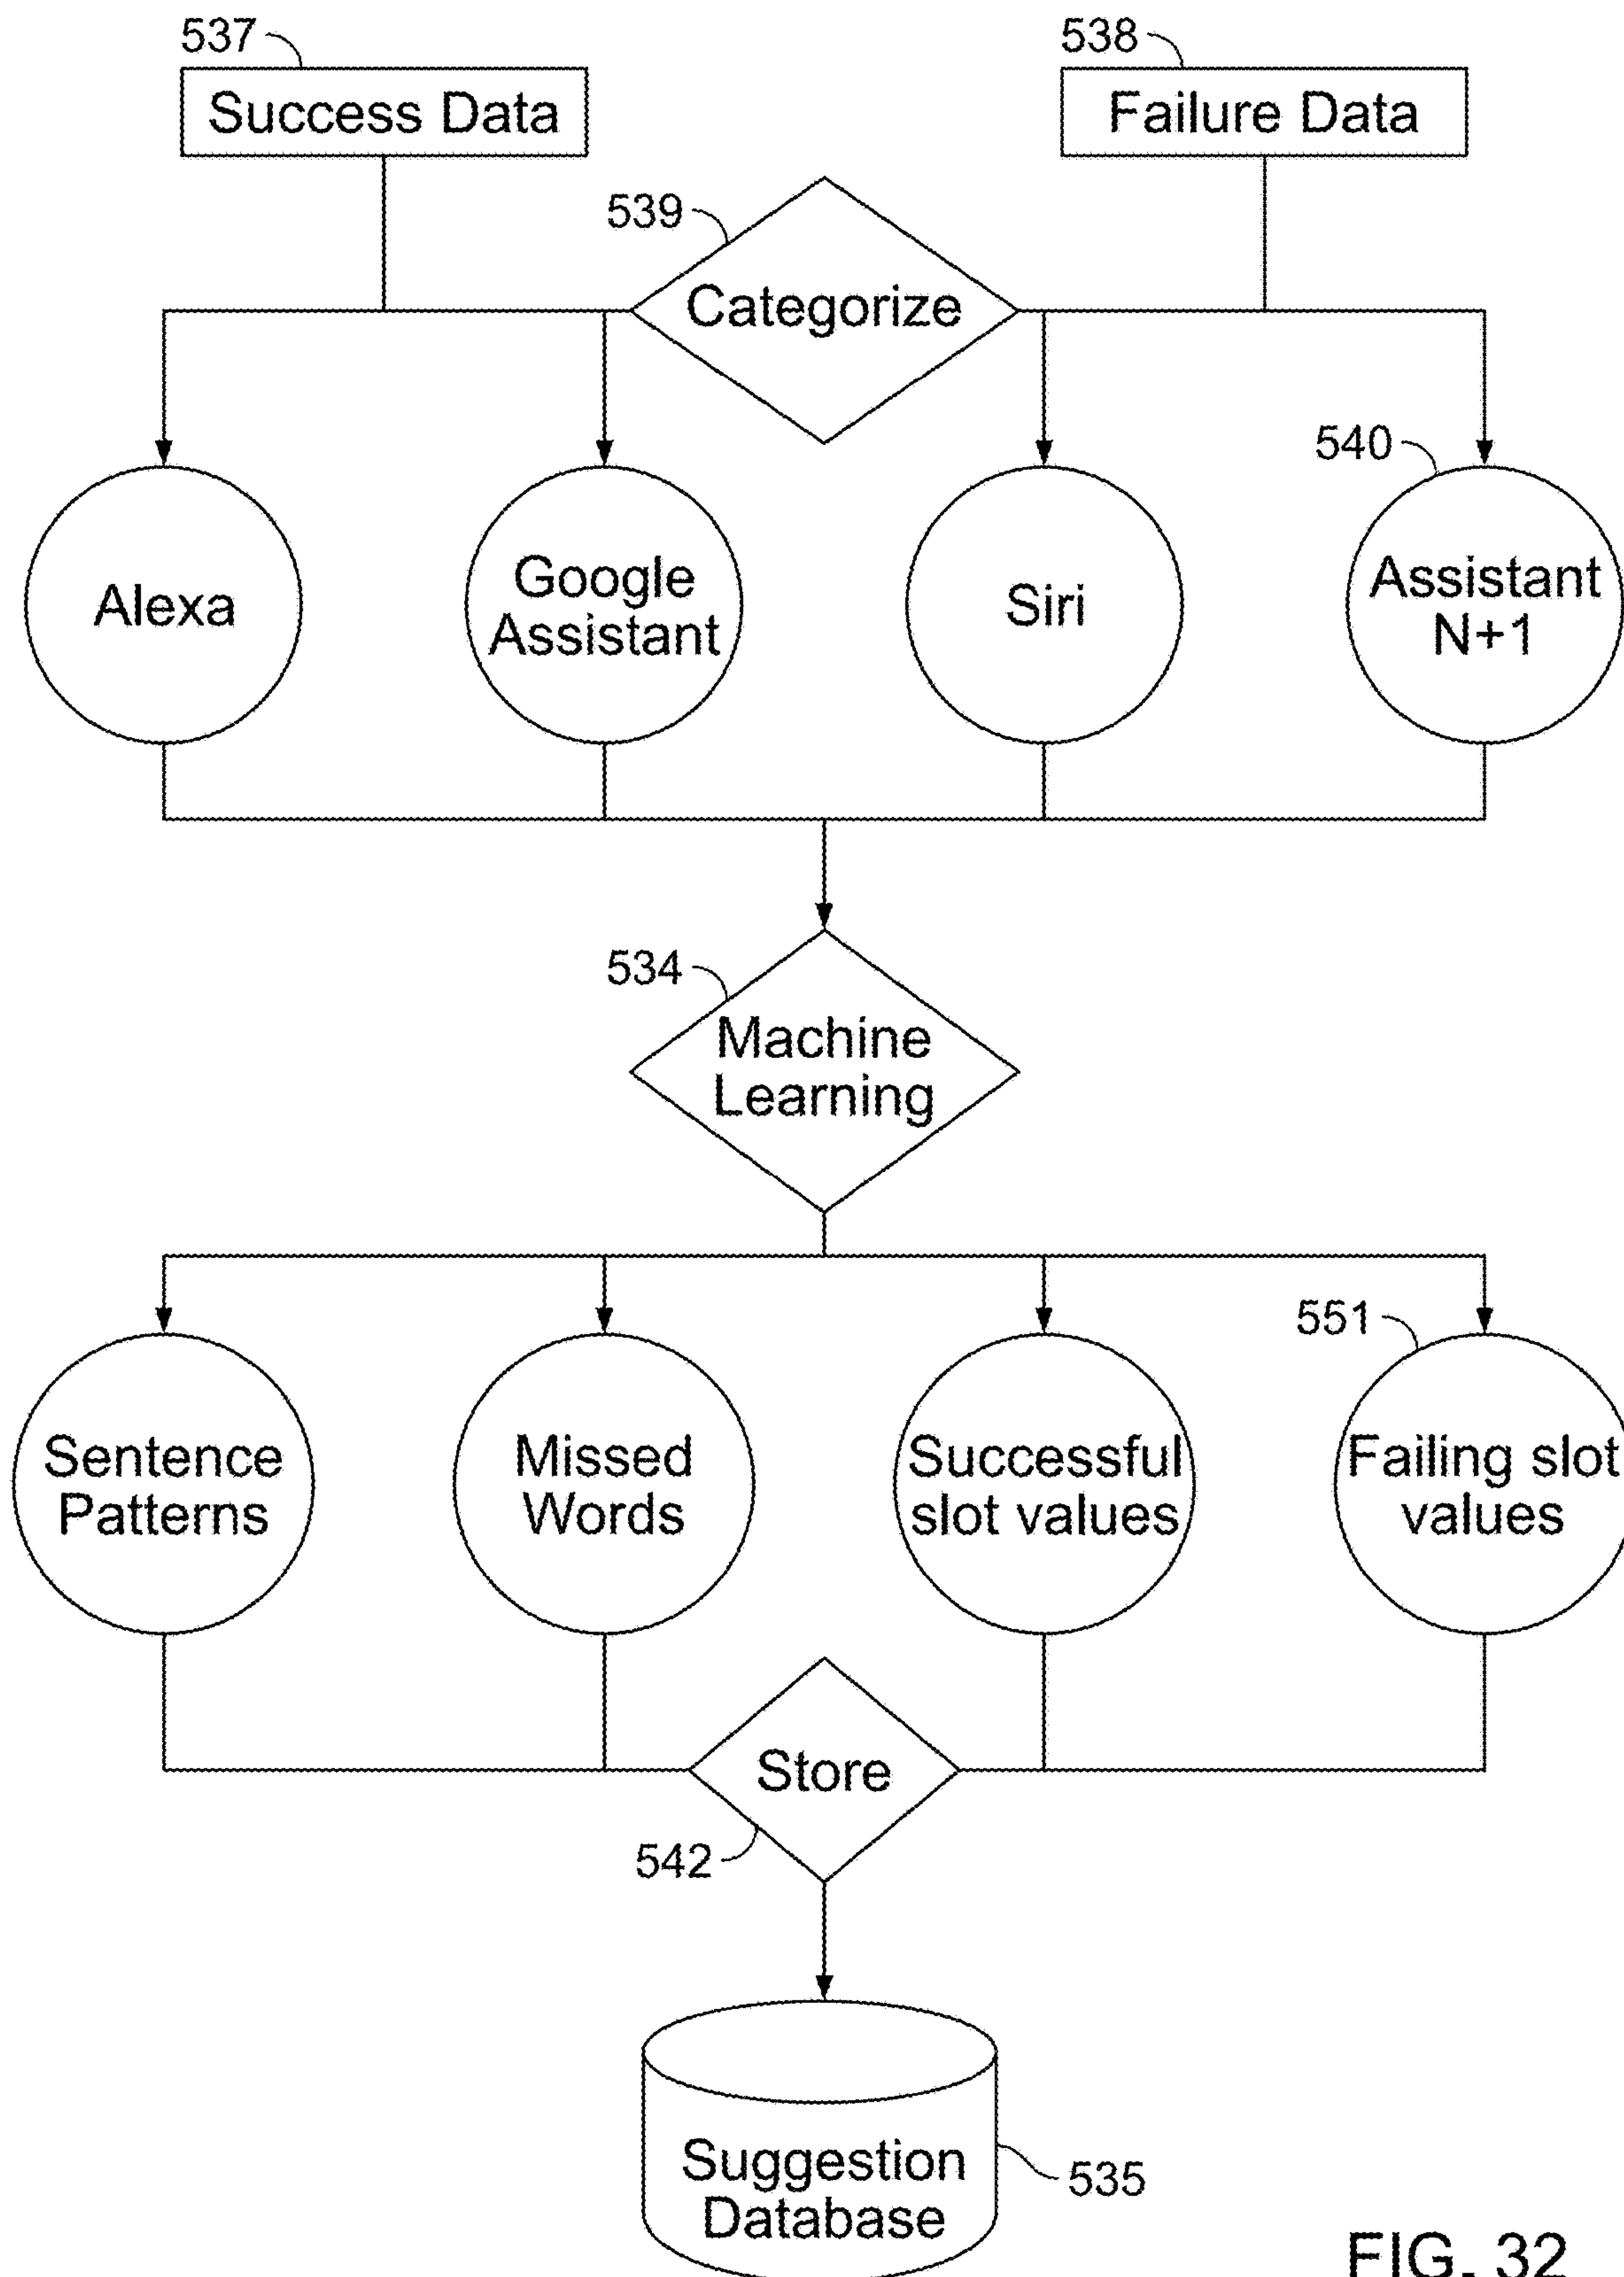 537
Success Data
538
Failure Data
539
Categorize
540
Alexa
Google
Assistant
Siri
Assistant
N+1
534
Machine
Learning
551
Sentence
Patterns
Missed
Words
Successful
slot values
Failing slot
values
Store
542
Suggestion
Database
535
FIG. 32